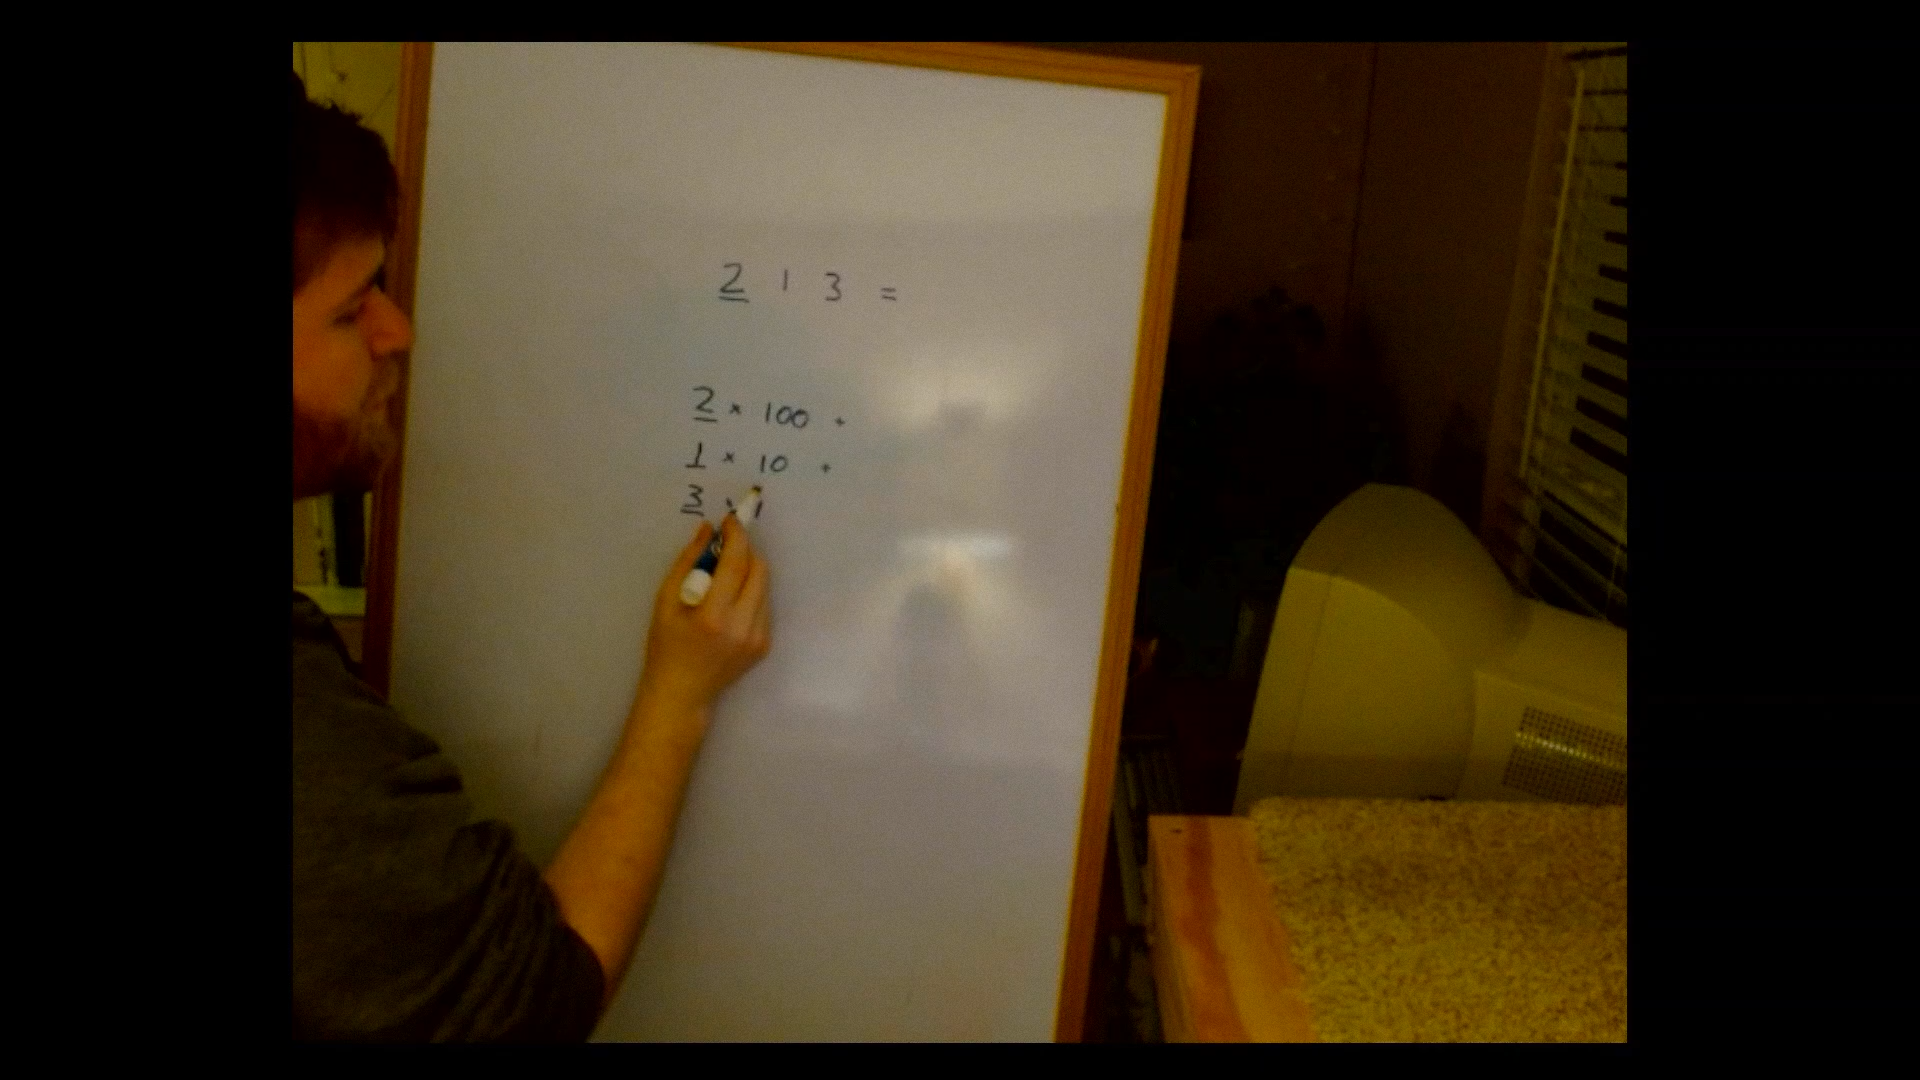 2 1 3 =
2 × 100 +
1 × 10 +
3 × 1